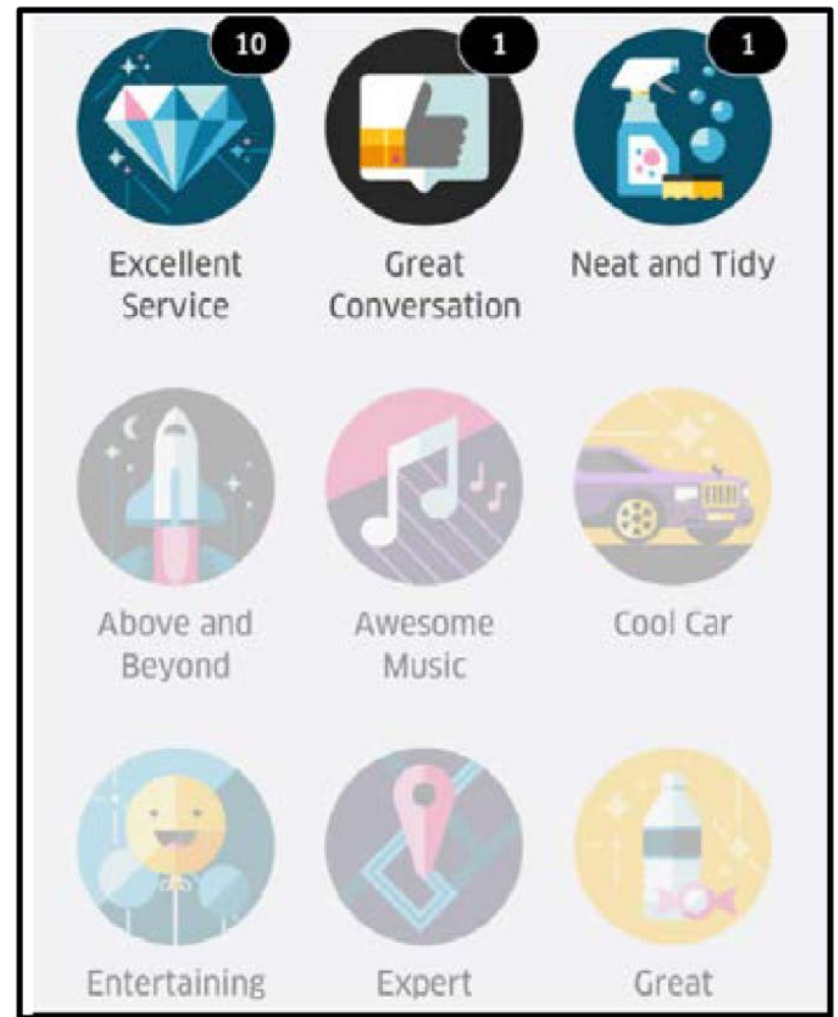 10
1
1
Excellent
Service
Great
Conversation
Neat and Tidy
Above and
Beyond
Awesome
Music
Cool Car
Entertaining
Expert
Great